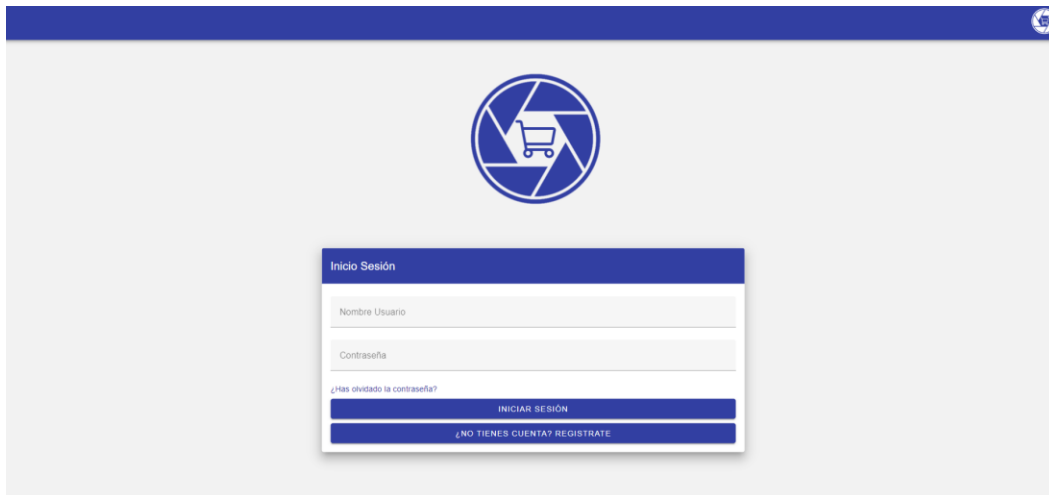 Inicio Sesión
Nombre Usuario
Contraseña
¿Has olvidado la contraseña?
INICIAR SESIÓN
¿NO TIENES CUENTA? REGISTRATE